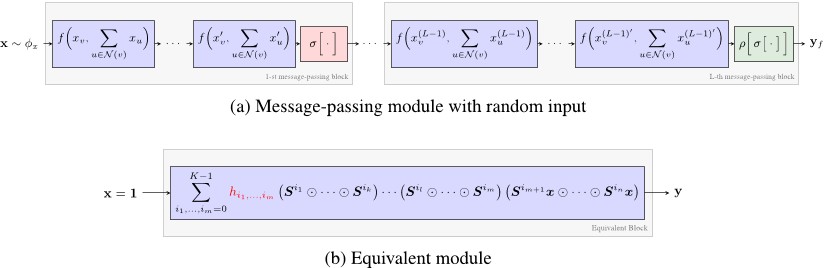 x ∼ ϕ_x → f(x_v, ∑_{u∈N(v)} x_u) → ··· → f(x′_v, ∑_{u∈N(v)} x′_u) → σ[·] → ··· → f(x_v^{(L−1)}, ∑_{u∈N(v)} x_u^{(L−1)}) → ··· → f(x_v^{(L−1)′}, ∑_{u∈N(v)} x_u^{(L−1)′}) → ρ[σ[·]] → y_f
1-st message-passing block L-th message-passing block
(a) Message-passing module with random input
x = 1 → ∑_{i_1,...,i_m=0}^{K−1} h_{i_1,...,i_m} (S^{i_1} ⊙ ··· ⊙ S^{i_k}) ··· (S^{i_l} ⊙ ··· ⊙ S^{i_m}) (S^{i_{m+1}} x ⊙ ··· ⊙ S^{i_n} x) → y
Equivalent Block
(b) Equivalent module